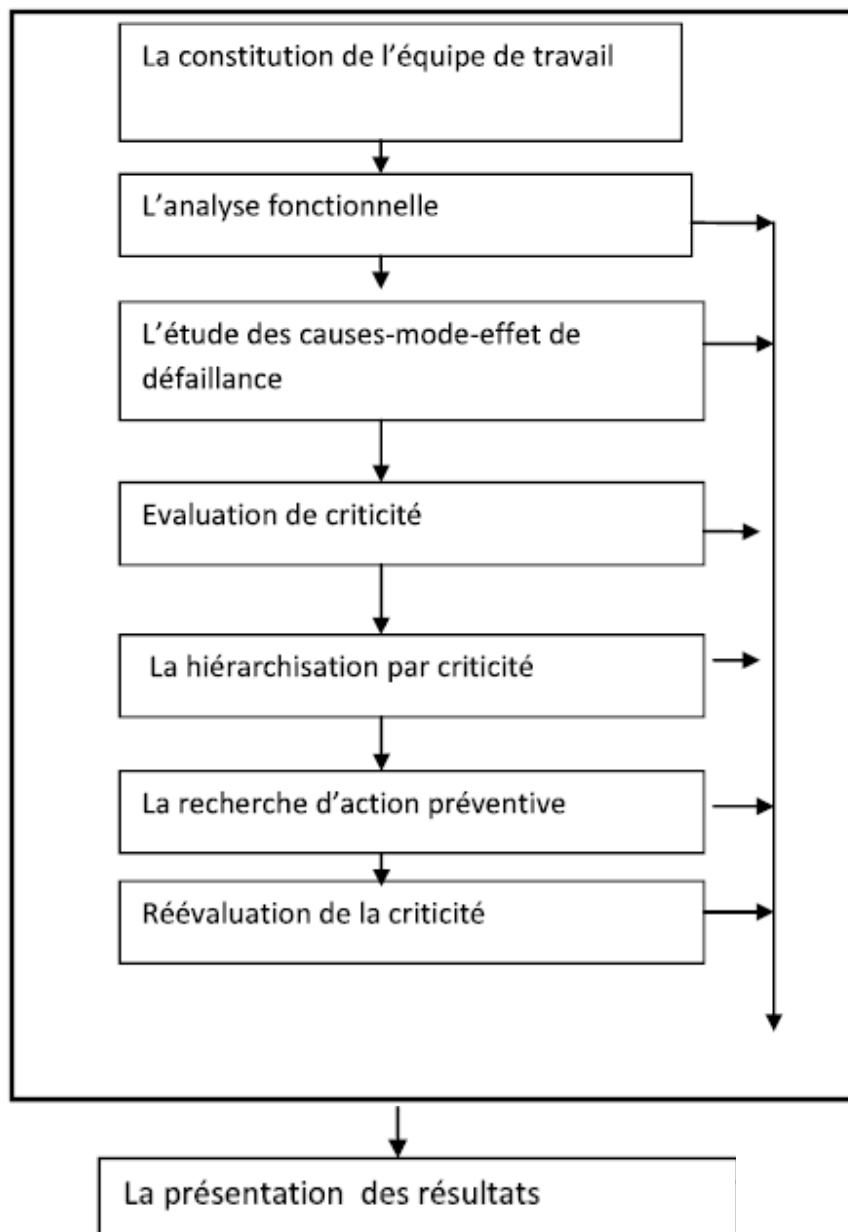 La constitution de l’équipe de travail
L’analyse fonctionnelle
L’étude des causes-mode-effet de
défaillance
Evaluation de criticité
La hiérarchisation par criticité
La recherche d’action préventive
Réévaluation de la criticité
La présentation des résultats